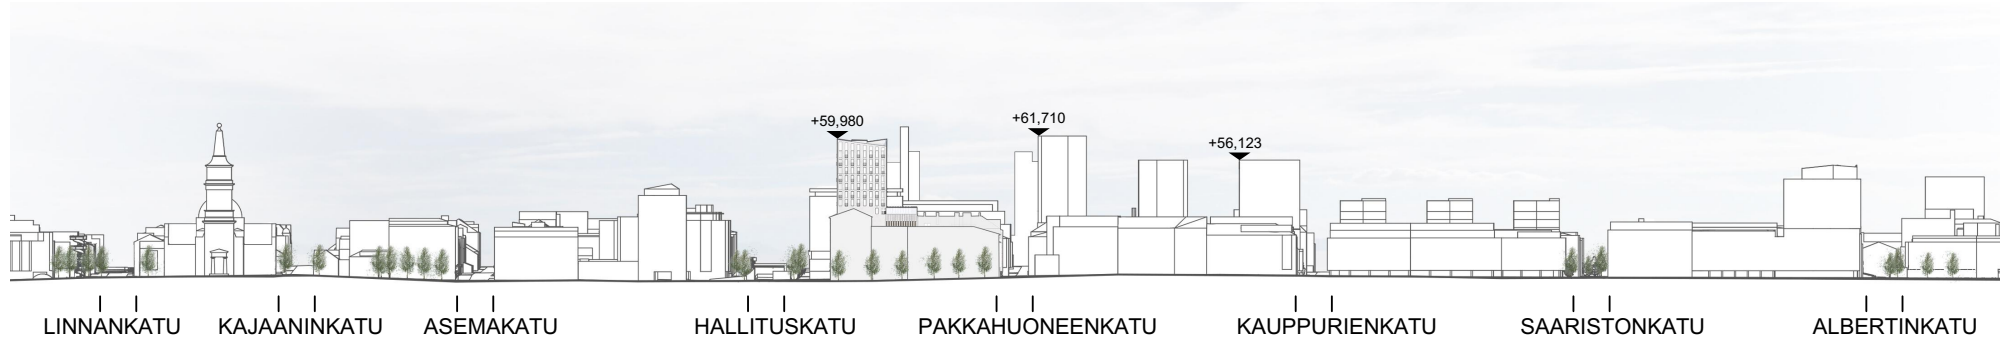 +59,980
+61,710
+56,123
LINNANKATU
KAJAANINKATU
ASEMAKATU
HALLITUSKATU
PAKKAHUONEENKATU
KAUPPURIENKATU
SAARISTONKATU
ALBERTINKATU